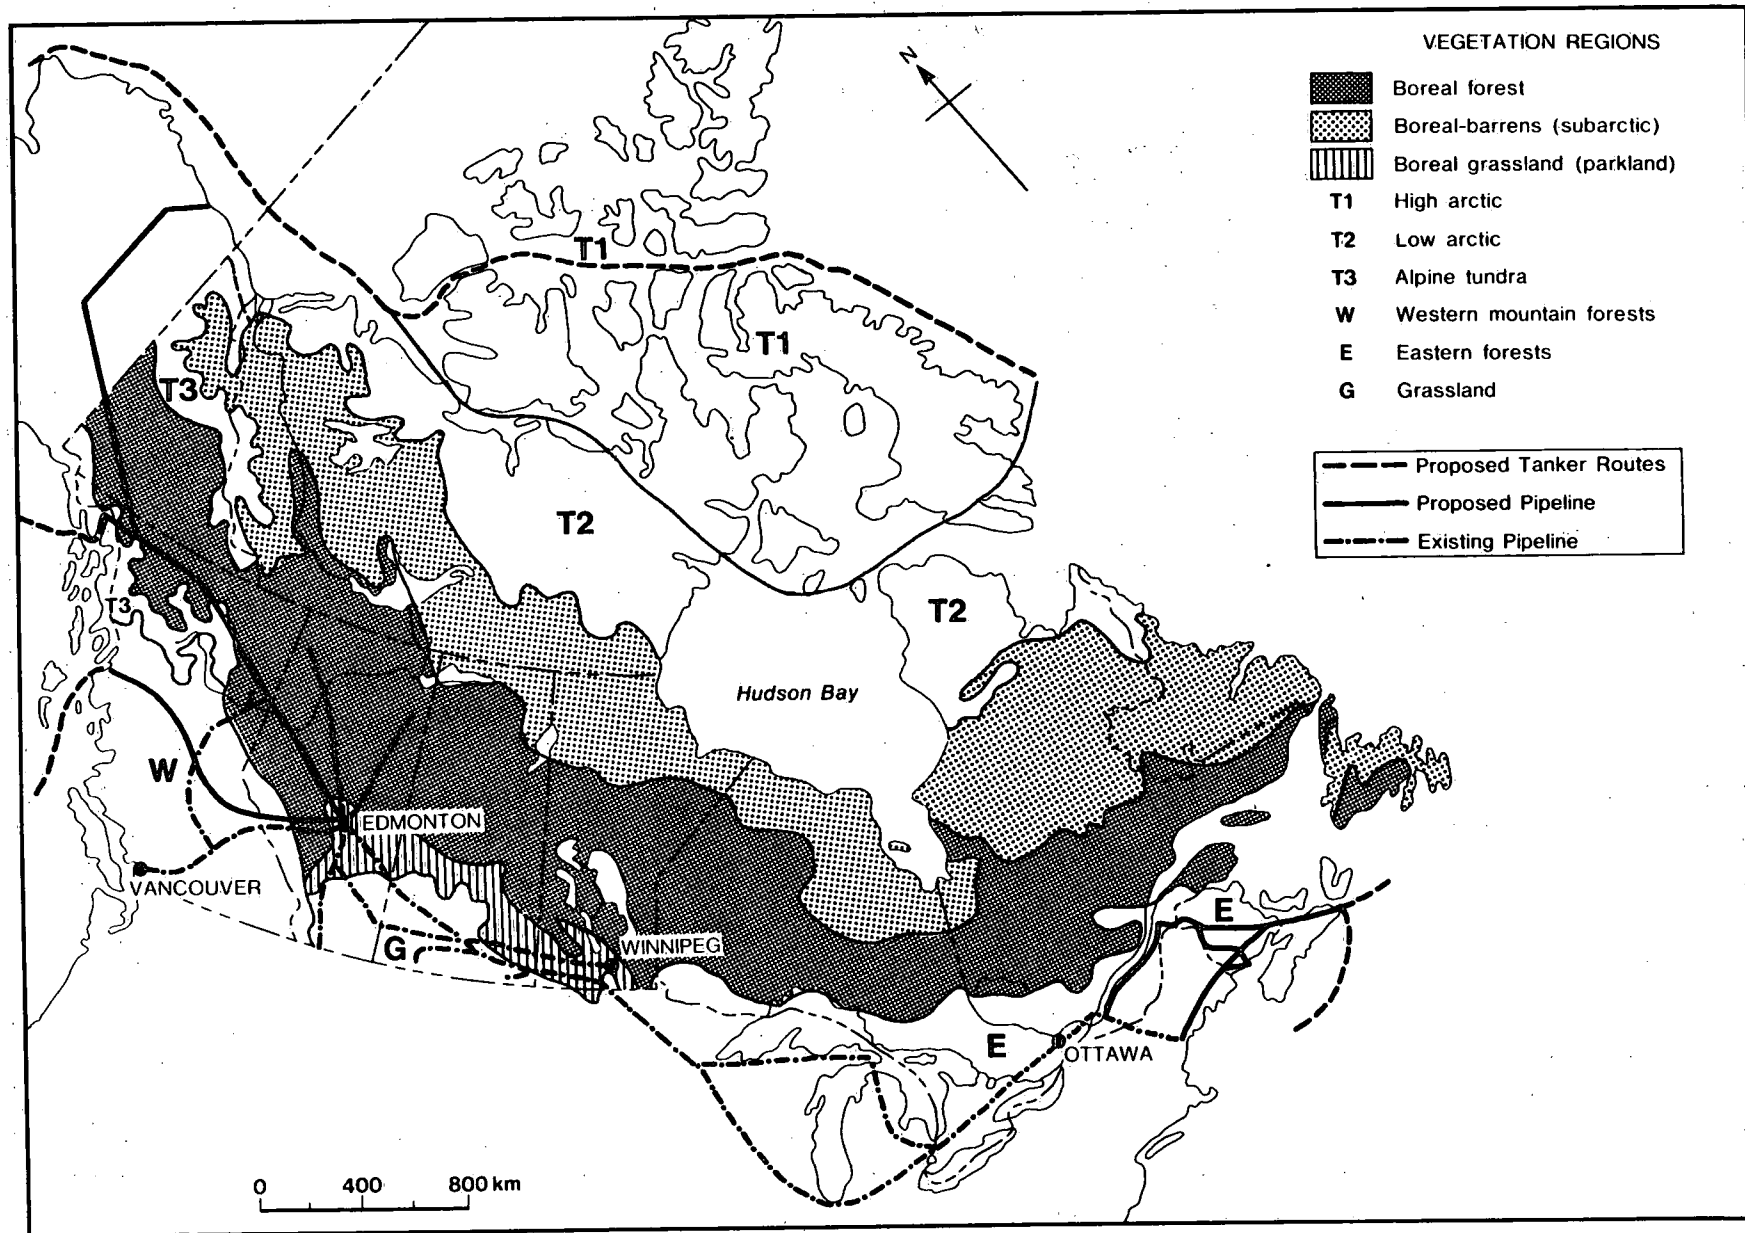 VEGETATION REGIONS
Boreal forest
Boreal-barrens (subarctic)
Boreal grassland (parkland)
T1 High arctic
T2 Low arctic
T3 Alpine tundra
W Western mountain forests
E Eastern forests
G Grassland
Proposed Tanker Routes
Proposed Pipeline
Existing Pipeline
N
T1
T1
T3
T2
T3
T2
Hudson Bay
W
EDMONTON
VANCOUVER
E
G
WINNIPEG
E
OTTAWA
0 400 800 km